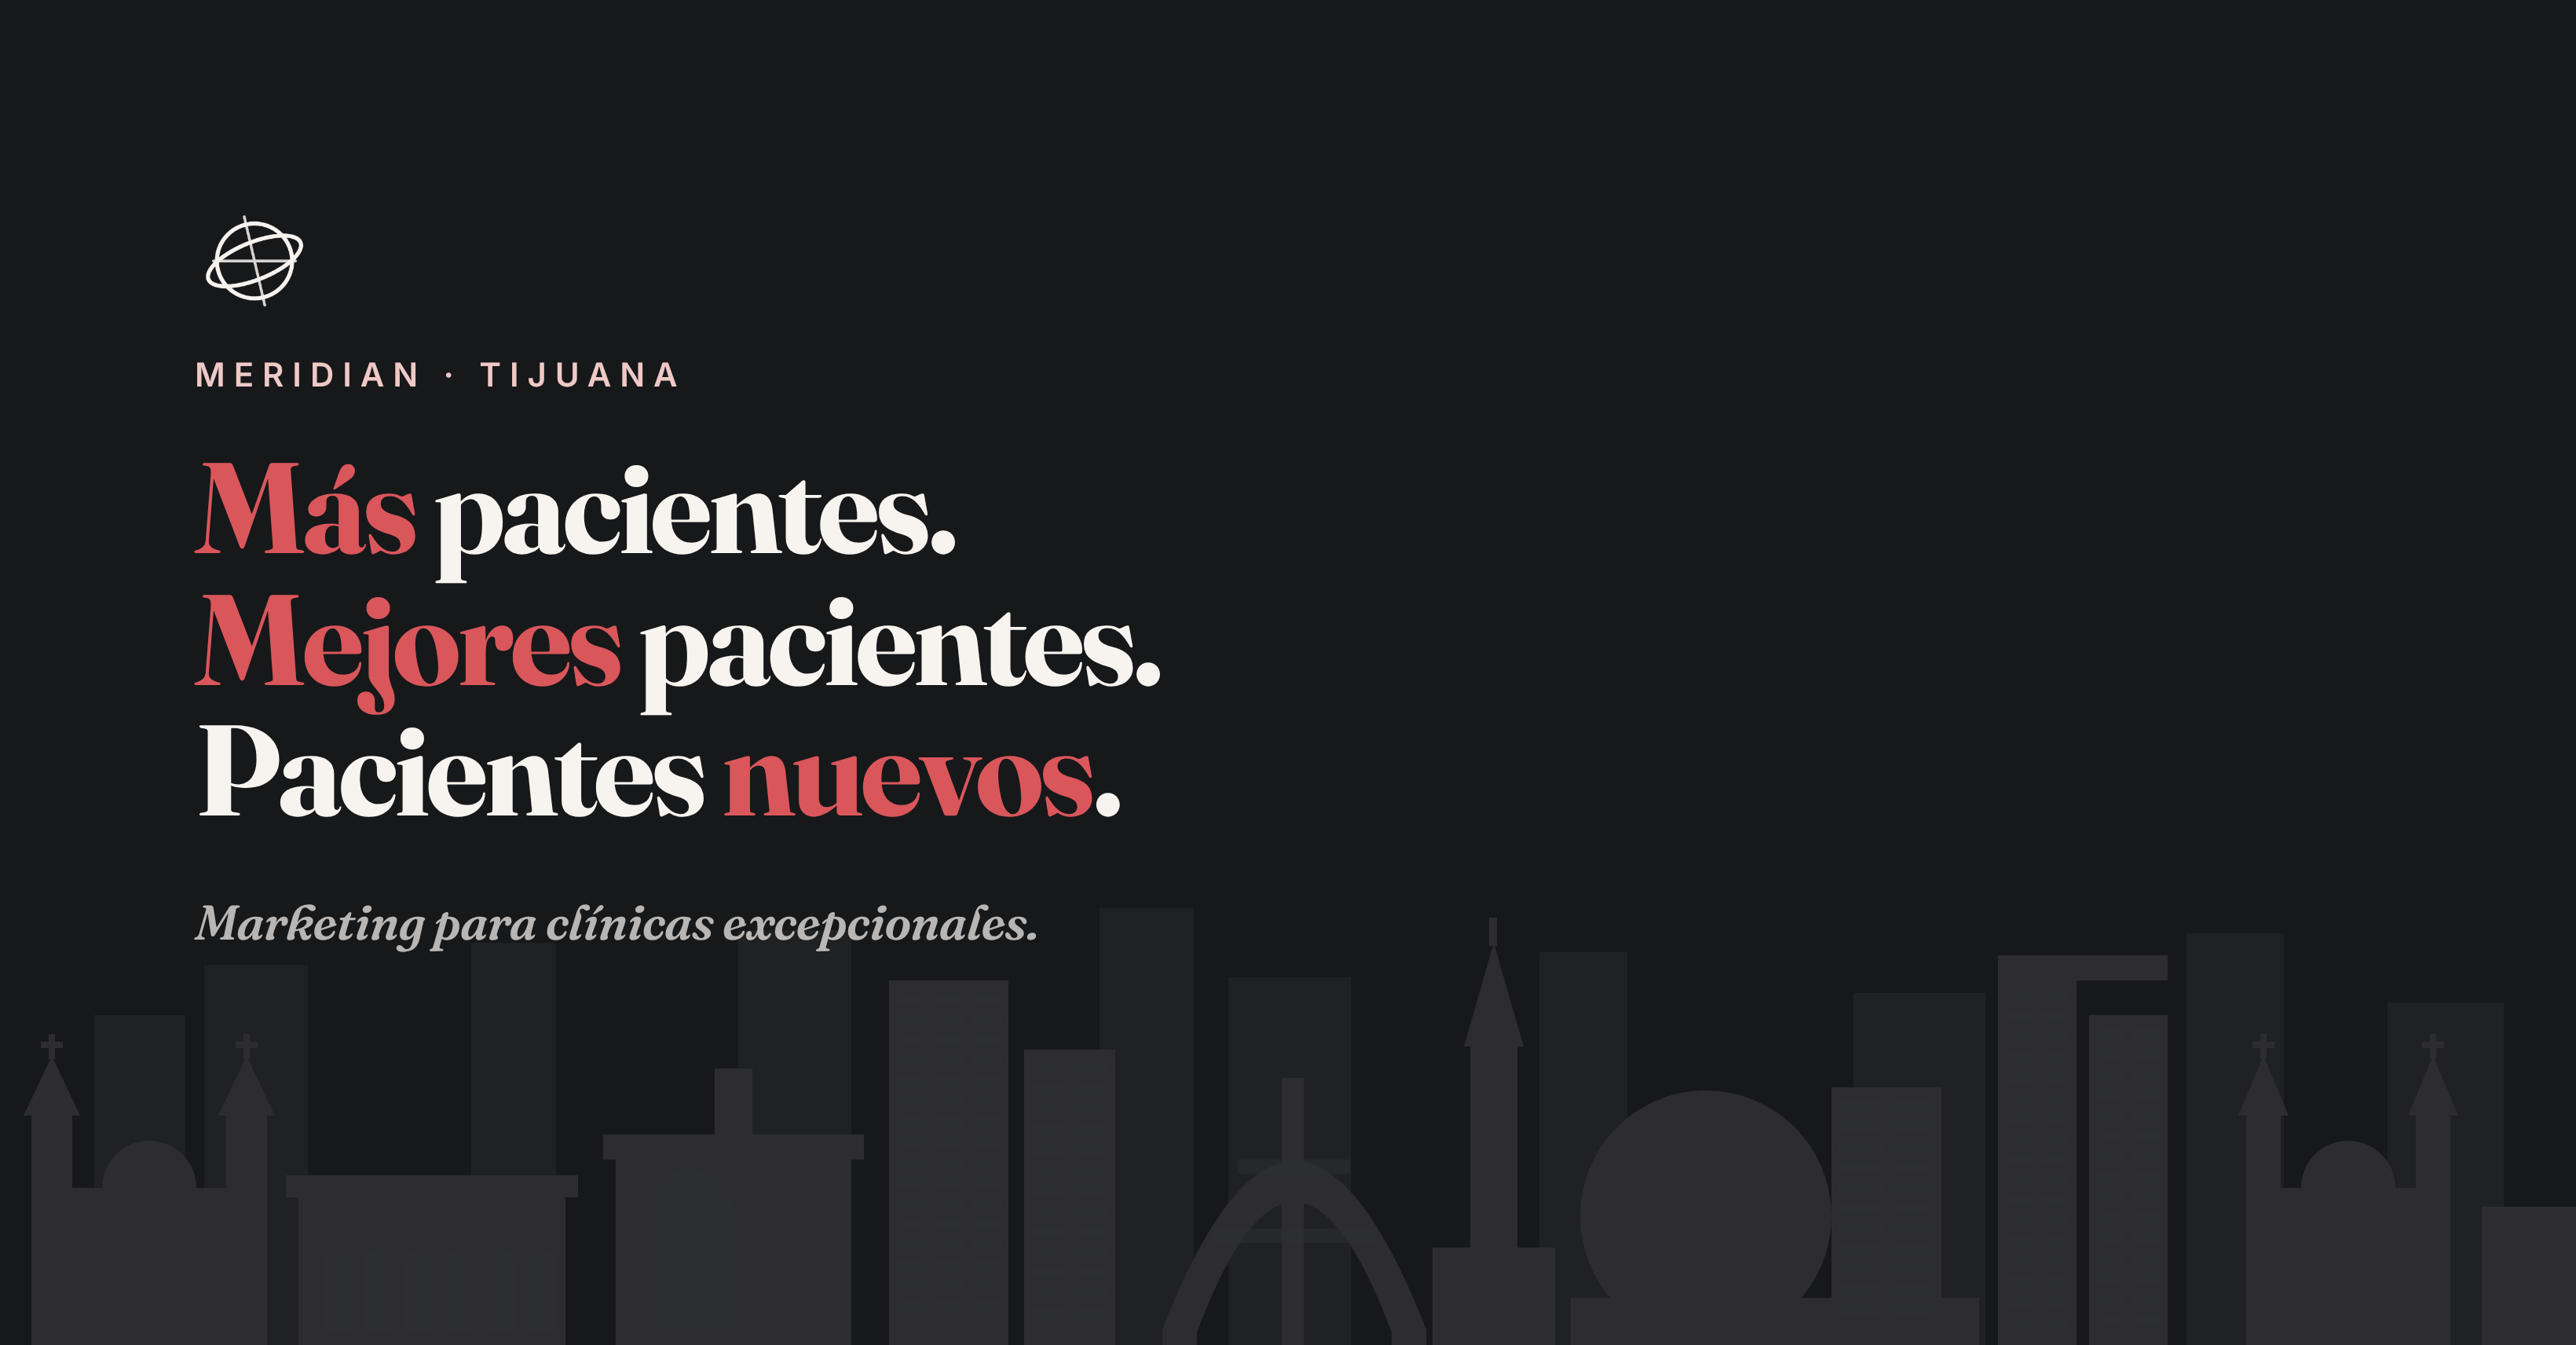 MERIDIAN · TIJUANA
Más pacientes.
Mejores pacientes.
Pacientes nuevos.
Marketing para clínicas excepcionales.